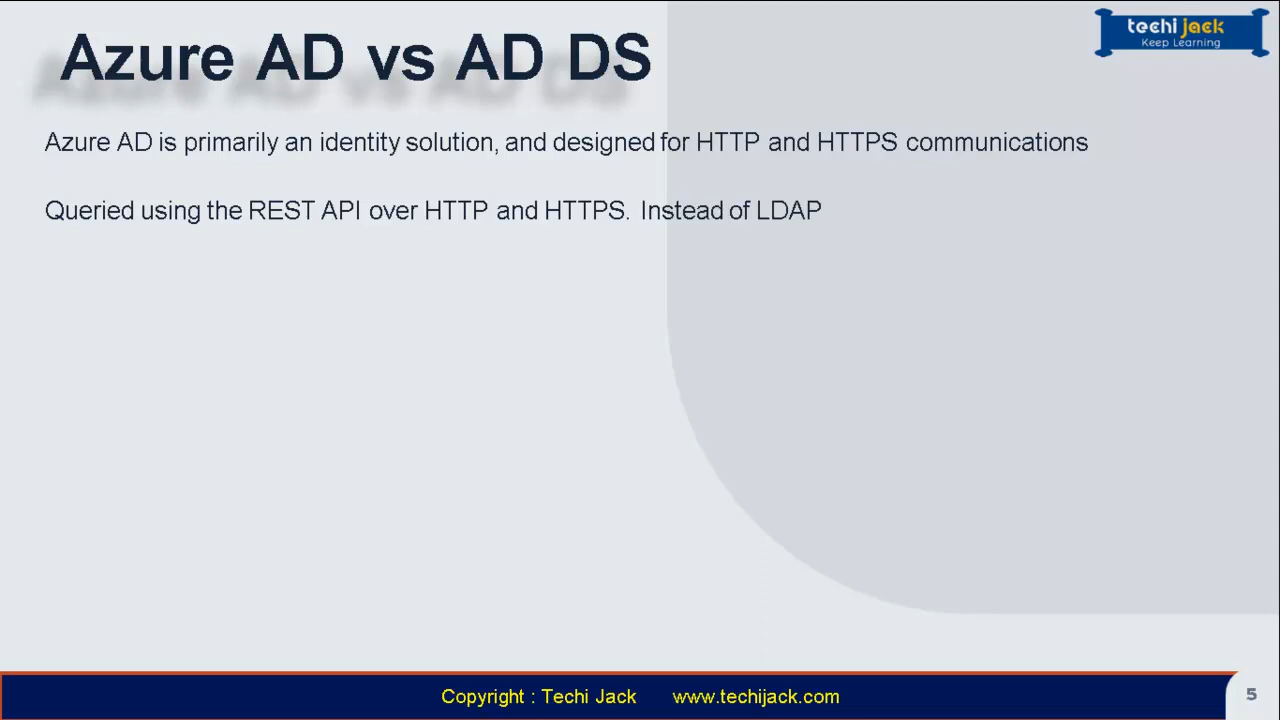 Azure AD vs AD DS
techi jack
Keep Learning
Azure AD is primarily an identity solution, and designed for HTTP and HTTPS communications
Queried using the REST API over HTTP and HTTPS. Instead of LDAP
Copyright : Techi Jack www.techijack.com
5